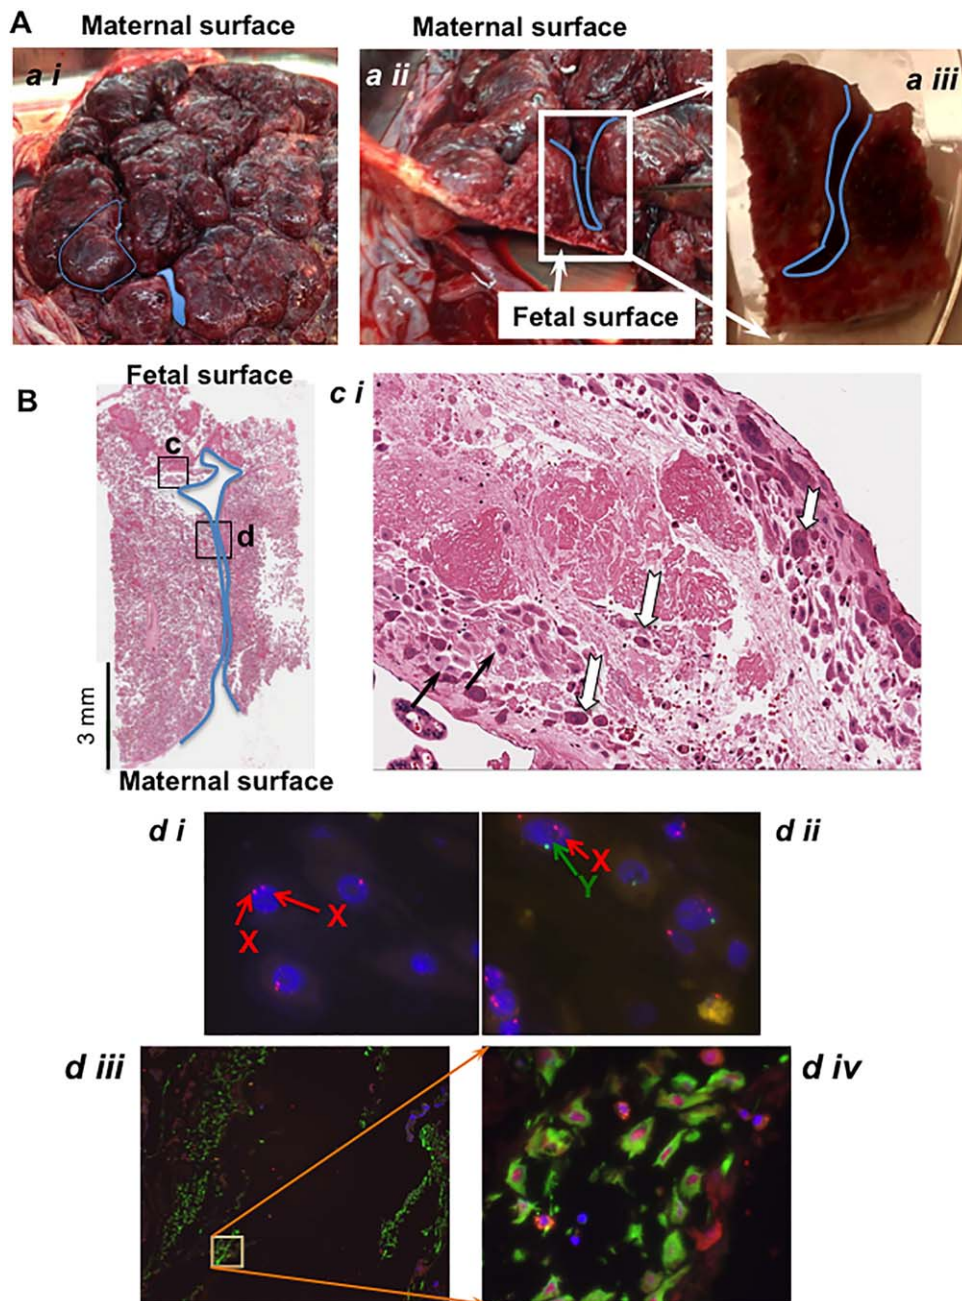 A
Maternal surface
Maternal surface
a i
a ii
a iii
Fetal surface
B
Fetal surface
c i
c
d
3 mm
Maternal surface
d i
d ii
X
X
X
Y
d iii
d iv